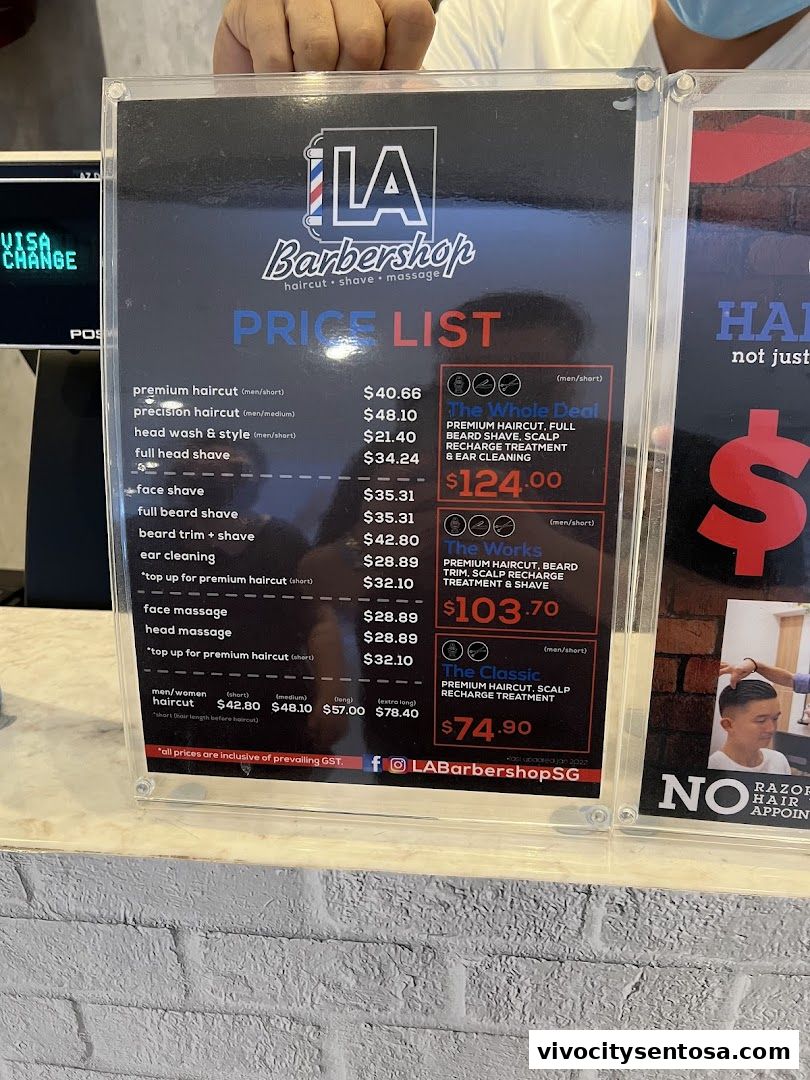 VISA
CHANGE
POS
LA
Barbershop
haircut • shave • massage
PRICE LIST
premium haircut (men/short) $40.66
precision haircut (men/medium) $48.10
head wash & style (men/short) $21.40
full head shave $34.24
face shave $35.31
full beard shave $35.31
beard trim + shave $42.80
ear cleaning $28.89
*top up for premium haircut (short) $32.10
face massage $28.89
head massage $28.89
*top up for premium haircut (short) $32.10
men/women haircut (short) $42.80 (medium) $48.10 (long) $57.00 (extra long) $78.40
*short (hair length before haircut)
*all prices are inclusive of prevailing GST.
(men/short)
The Whole Deal
PREMIUM HAIRCUT, FULL
BEARD SHAVE, SCALP
RECHARGE TREATMENT
& EAR CLEANING
$124.00
(men/short)
The Works
PREMIUM HAIRCUT, BEARD
TRIM, SCALP RECHARGE
TREATMENT & SHAVE
$103.70
(men/short)
The Classic
PREMIUM HAIRCUT, SCALP
RECHARGE TREATMENT
$74.90
*last updated jan 2022
LABarbershopSG
HA
not just
$
NO
RAZOR
HAIR
APPOIN
vivocitysentosa.com